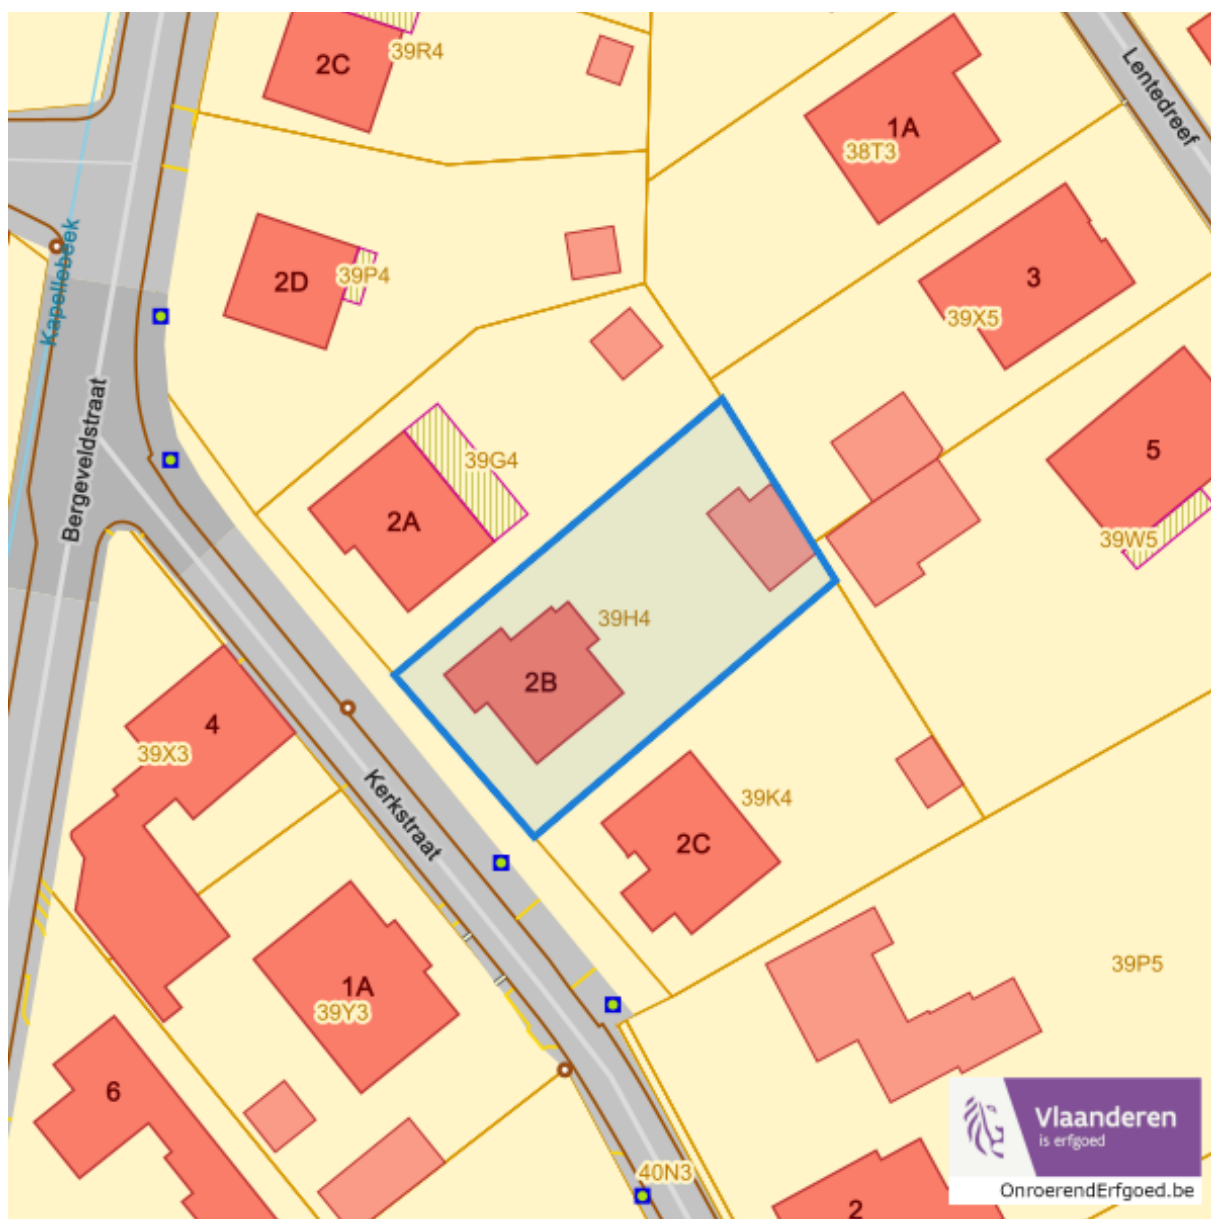 2C
39R4
Lentedreef
1A
38T3
Kapellebeek
2D
39P4
3
39X5
Bergeveldstraat
39G4
2A
5
39W5
39H4
2B
4
39X3
Kerkstraat
39K4
2C
39P5
1A
39Y3
6
40N3
2
Vlaanderen
is erfgoed
OnroerendErfgoed.be